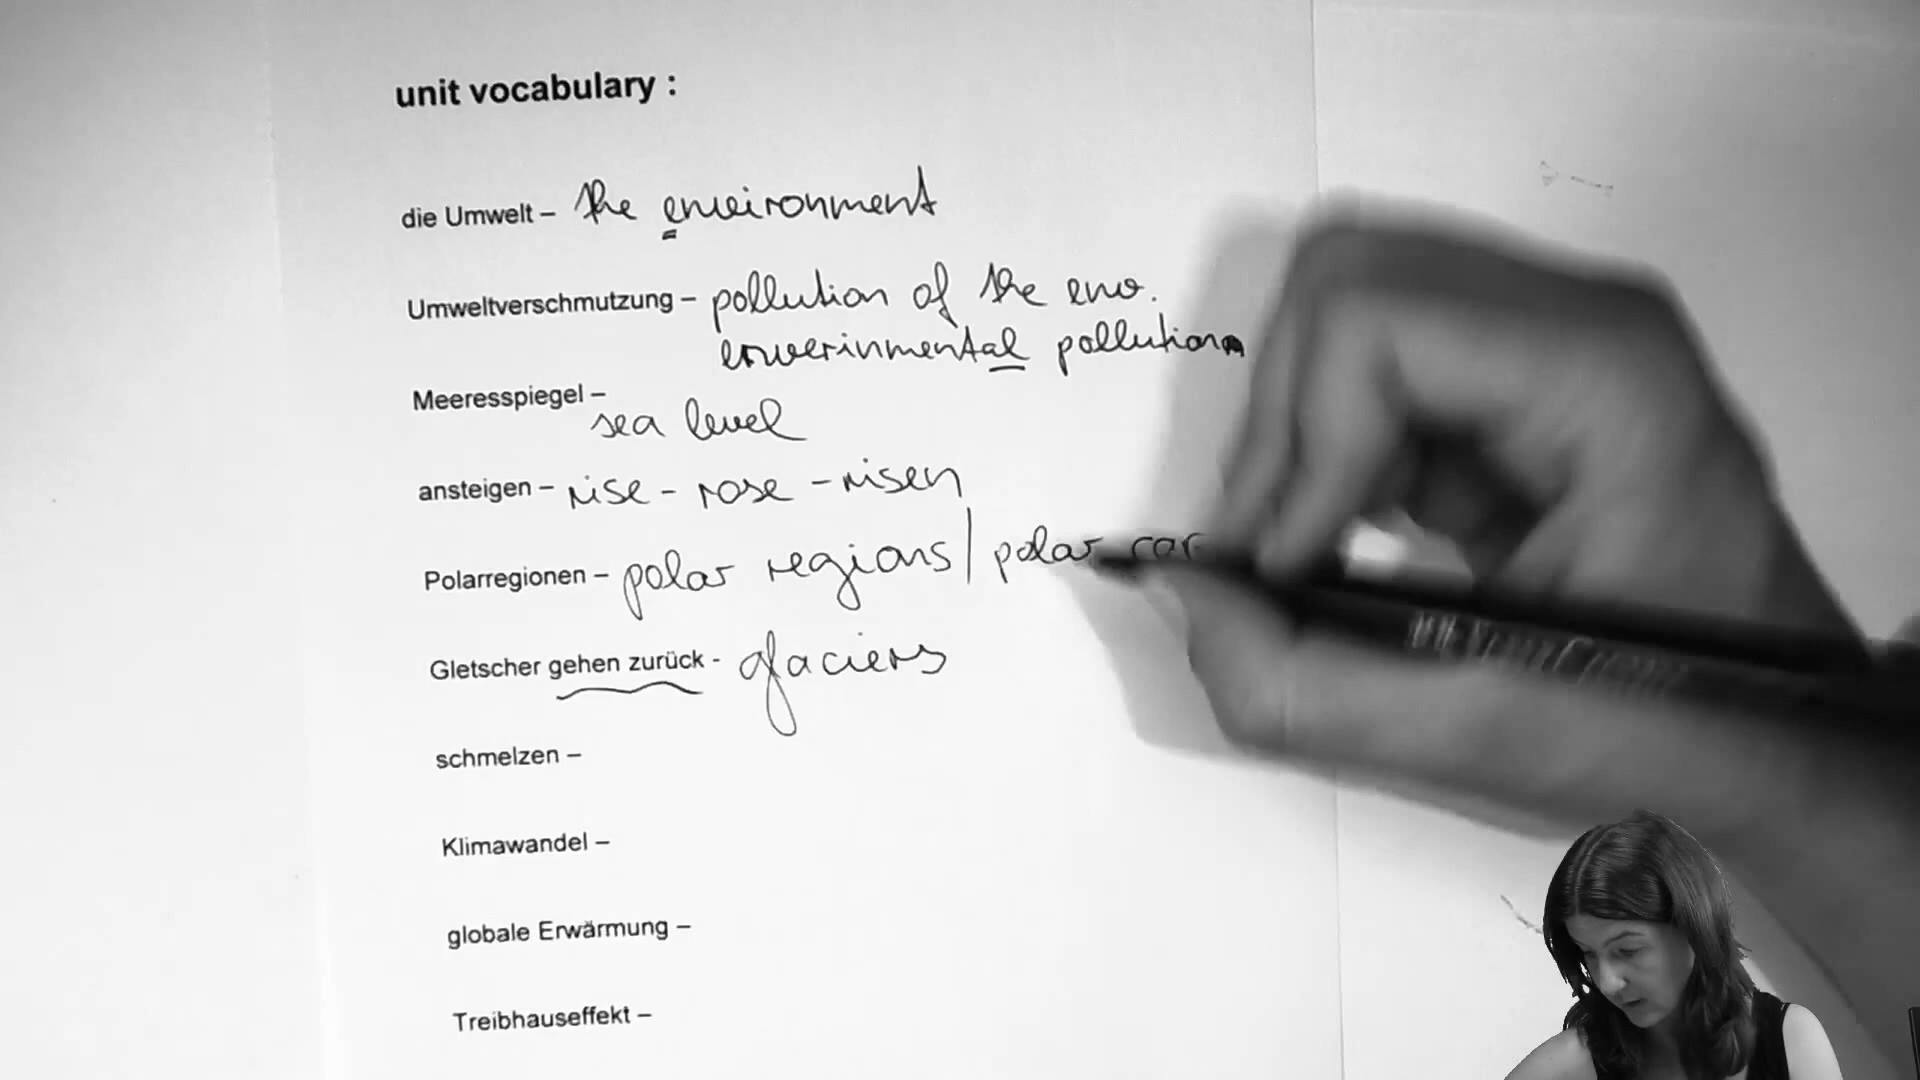 unit vocabulary :
die Umwelt – the environment
Umweltverschmutzung – pollution of the env.
enverinmental pollution
Meeresspiegel –
sea level
ansteigen – rise - rose - risen
Polarregionen – polar regions / polar
Gletscher gehen zurück - glaciers
schmelzen –
Klimawandel –
globale Erwärmung –
Treibhauseffekt –